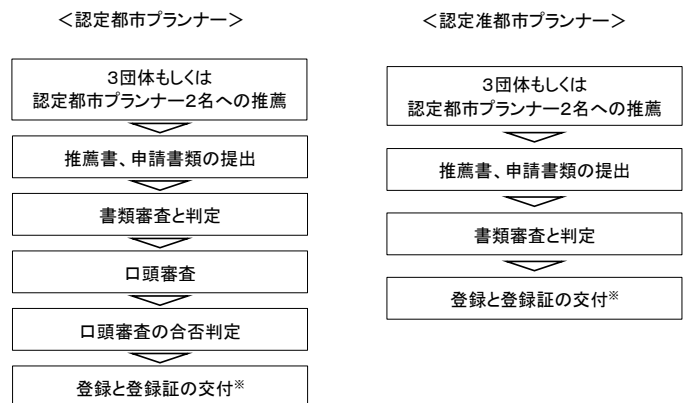 ＜認定都市プランナー＞
３団体もしくは
認定都市プランナー２名への推薦
推薦書、申請書類の提出
書類審査と判定
口頭審査
口頭審査の合否判定
登録と登録証の交付※
＜認定准都市プランナー＞
３団体もしくは
認定都市プランナー２名への推薦
推薦書、申請書類の提出
書類審査と判定
登録と登録証の交付※